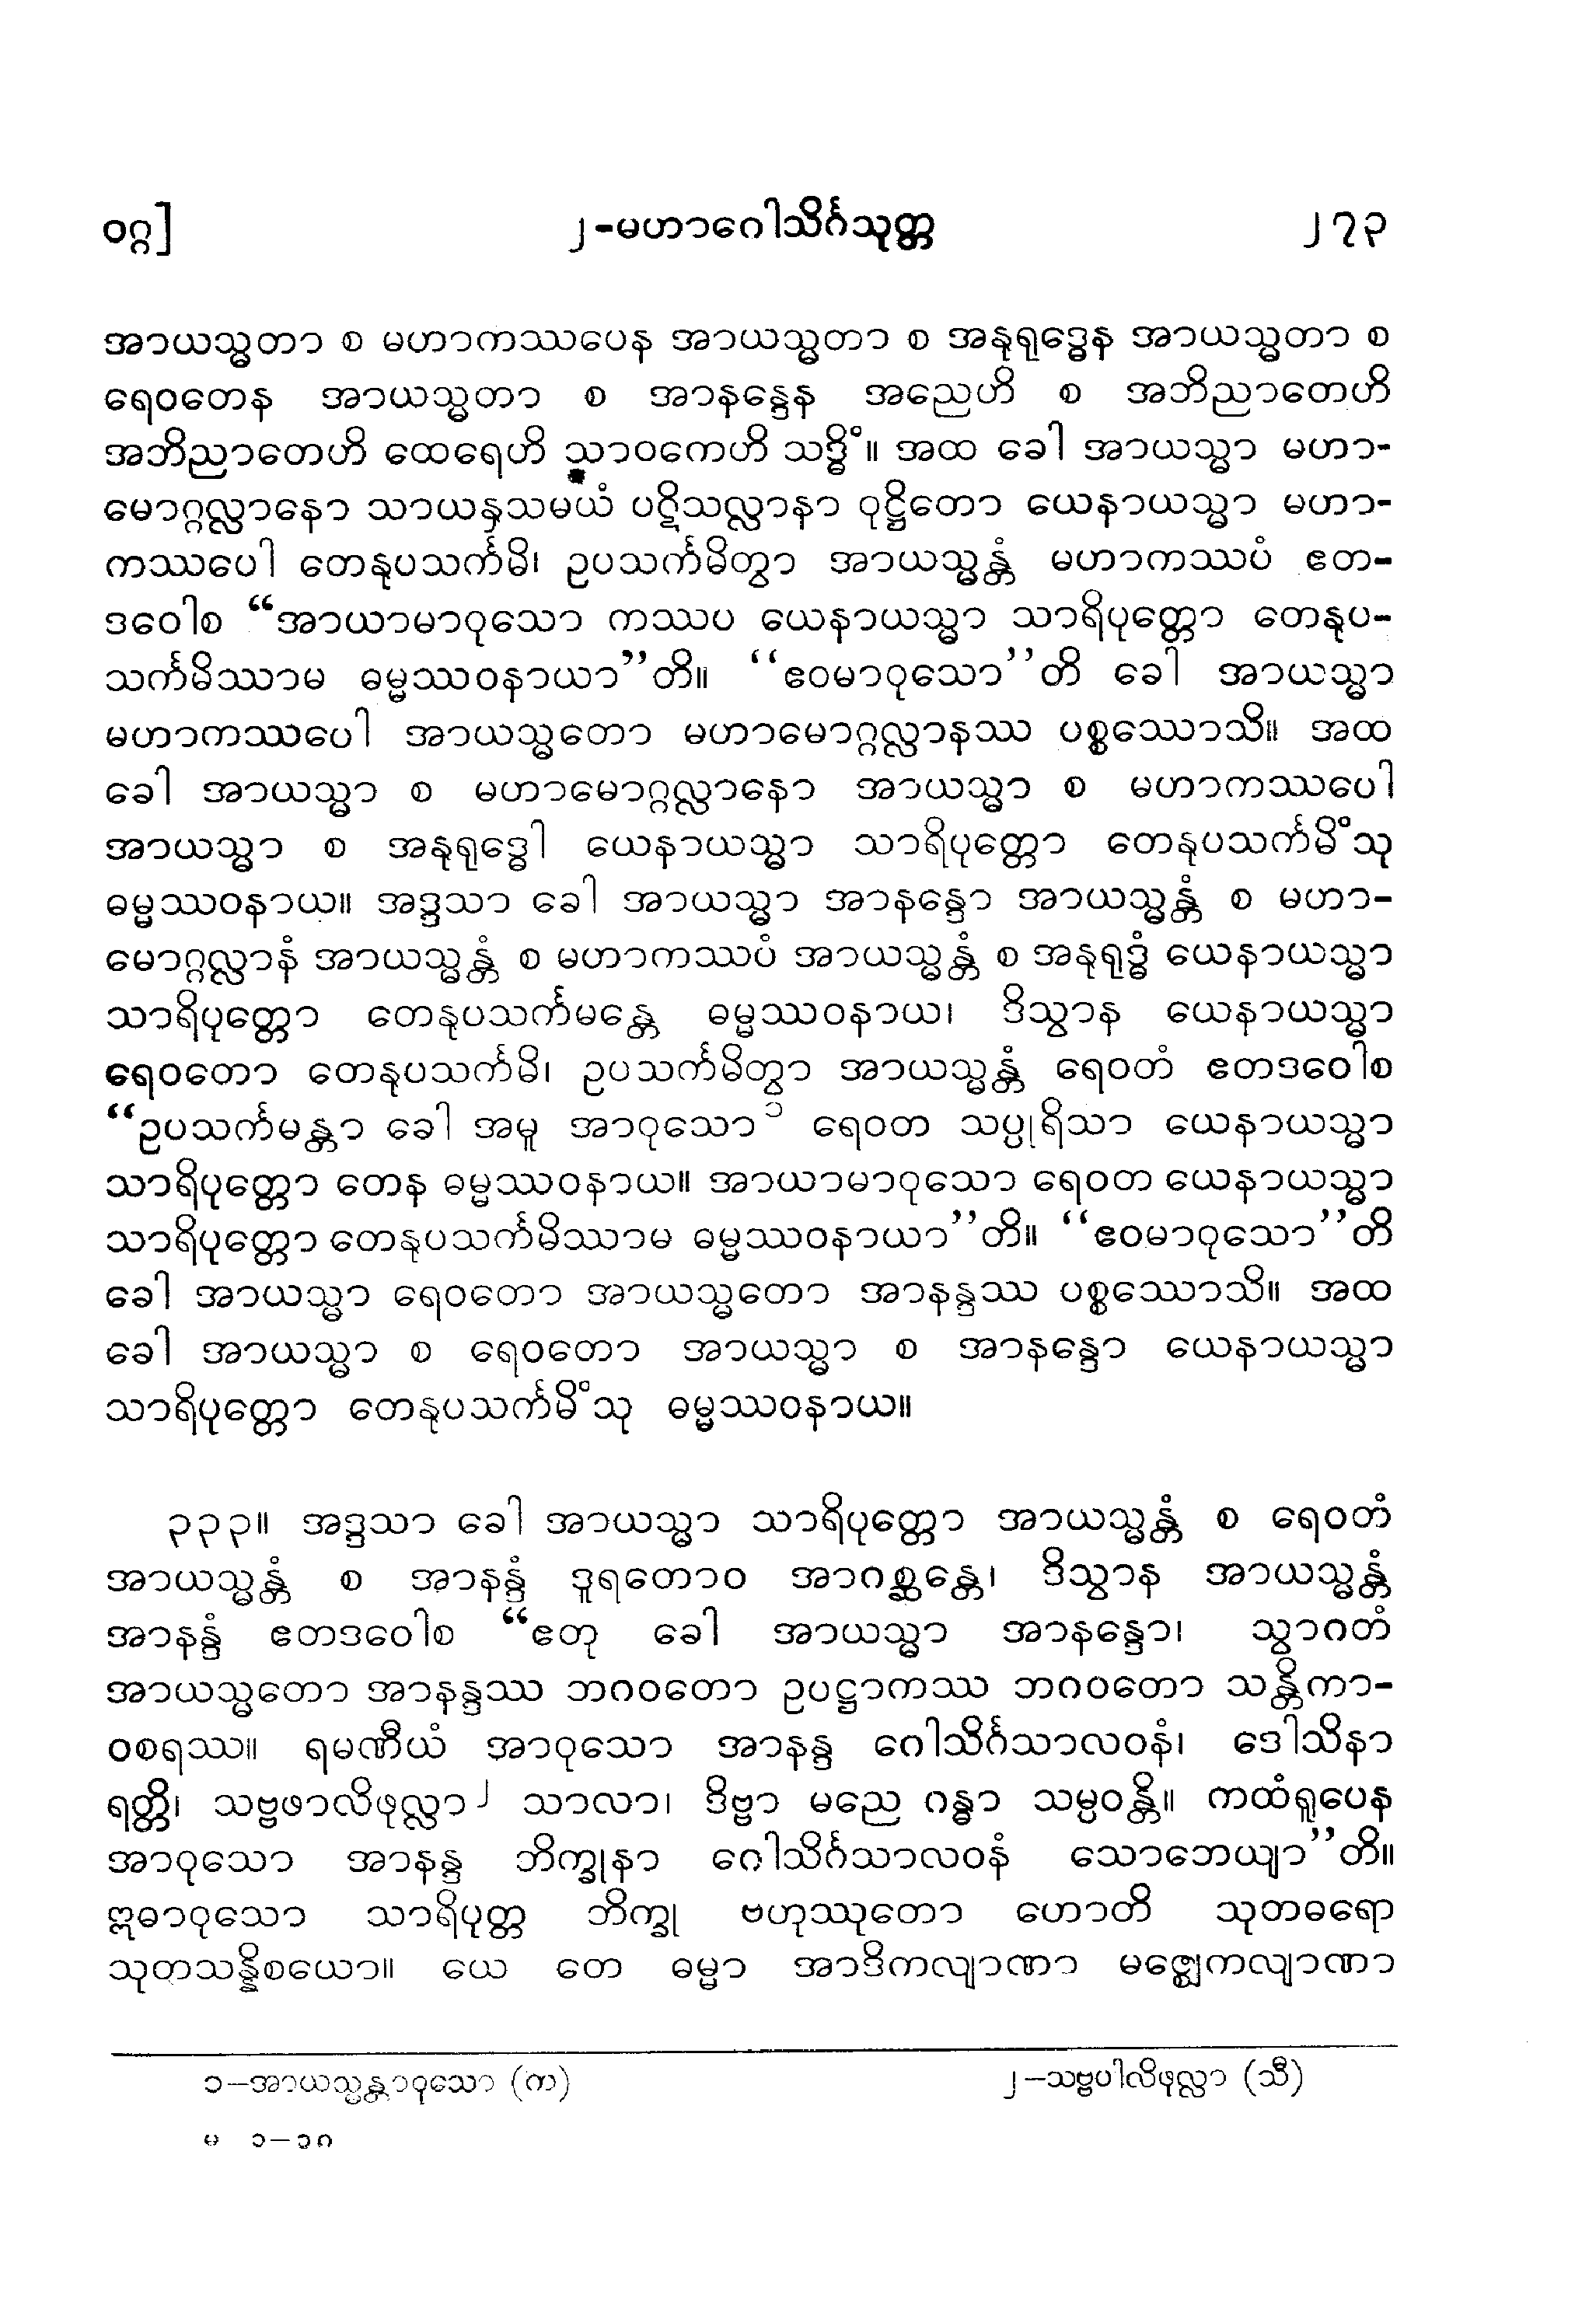 ဝဂ္ဂ] ၂-မဟာဂေါသိင်္ဂသုတ္တ ၂၇၃
အာယသ္မတာ စ မဟာကဿပေန အာယသ္မတာ စ အနုရုဒ္ဓေန အာယသ္မတာ စ
ရေဝတေန အာယသ္မတာ စ အာနန္ဒေန အညေဟိ စ အဘိညာတေဟိ
အဘိညာတေဟိ ထေရေဟိ သာဝကေဟိ သဒ္ဓိံ။ အထ ခေါ အာယသ္မာ မဟာ-
မောဂ္ဂလ္လာနော သာယနှသမယံ ပဋိသလ္လာနာ ဝုဋ္ဌိတော ယေနာယသ္မာ မဟာ-
ကဿပေါ တေနုပသင်္ကမိ၊ ဥပသင်္ကမိတွာ အာယသ္မန္တံ မဟာကဿပံ ဧတ-
ဒဝေါစ “အာယာမာဝုသော ကဿပ ယေနာယသ္မာ သာရိပုတ္တော တေနုပ-
သင်္ကမိဿာမ ဓမ္မဿဝနာယာ”တိ။ “ဧဝမာဝုသော”တိ ခေါ အာယသ္မာ
မဟာကဿပေါ အာယသ္မတော မဟာမောဂ္ဂလ္လာနဿ ပစ္စဿောသိ။ အထ
ခေါ အာယသ္မာ စ မဟာမောဂ္ဂလ္လာနော အာယသ္မာ စ မဟာကဿပေါ
အာယသ္မာ စ အနုရုဒ္ဓေါ ယေနာယသ္မာ သာရိပုတ္တော တေနုပသင်္ကမိံသု
ဓမ္မဿဝနာယ။ အဒ္ဒသာ ခေါ အာယသ္မာ အာနန္ဒော အာယသ္မန္တံ စ မဟာ-
မောဂ္ဂလ္လာနံ အာယသ္မန္တံ စ မဟာကဿပံ အာယသ္မန္တံ စ အနုရုဒ္ဓံ ယေနာယသ္မာ
သာရိပုတ္တော တေနုပသင်္ကမန္တေ ဓမ္မဿဝနာယ၊ ဒိသွာန ယေနာယသ္မာ
ရေဝတော တေနုပသင်္ကမိ၊ ဥပသင်္ကမိတွာ အာယသ္မန္တံ ရေဝတံ ဧတဒဝေါစ
“ဥပသင်္ကမန္တာ ခေါ အမူ အာဝုသော ၁ ရေဝတ သပ္ပုရိသာ ယေနာယသ္မာ
သာရိပုတ္တော တေန ဓမ္မဿဝနာယ။ အာယာမာဝုသော ရေဝတ ယေနာယသ္မာ
သာရိပုတ္တော တေနုပသင်္ကမိဿာမ ဓမ္မဿဝနာယာ”တိ။ “ဧဝမာဝုသော”တိ
ခေါ အာယသ္မာ ရေဝတော အာယသ္မတော အာနန္ဒဿ ပစ္စဿောသိ။ အထ
ခေါ အာယသ္မာ စ ရေဝတော အာယသ္မာ စ အာနန္ဒော ယေနာယသ္မာ
သာရိပုတ္တော တေနုပသင်္ကမိံသု ဓမ္မဿဝနာယ။
၃၃၃။ အဒ္ဒသာ ခေါ အာယသ္မာ သာရိပုတ္တော အာယသ္မန္တံ စ ရေဝတံ
အာယသ္မန္တံ စ အာနန္ဒံ ဒူရတောဝ အာဂစ္ဆန္တေ၊ ဒိသွာန အာယသ္မန္တံ
အာနန္ဒံ ဧတဒဝေါစ “ဧတု ခေါ အာယသ္မာ အာနန္ဒော၊ သွာဂတံ
အာယသ္မတော အာနန္ဒဿ ဘဂဝတော ဥပဋ္ဌာကဿ ဘဂဝတော သန္တိကာ-
ဝစရဿ။ ရမဏီယံ အာဝုသော အာနန္ဒ ဂေါသိင်္ဂသာလဝနံ၊ ဒေါသိနာ
ရတ္တိ၊ သဗ္ဗဖာလိဖုလ္လာ ၂ သာလာ၊ ဒိဗ္ဗာ မညေ ဂန္ဓာ သမ္ပဝန္တိ။ ကထံရူပေန
အာဝုသော အာနန္ဒ ဘိက္ခုနာ ဂေါသိင်္ဂသာလဝနံ သောဘေယျာ”တိ။
ဣဓာဝုသော သာရိပုတ္တ ဘိက္ခု ဗဟုဿုတော ဟောတိ သုတဓရော
သုတသန္နိစယော။ ယေ တေ ဓမ္မာ အာဒိကလျာဏာ မဇ္ဈေကလျာဏာ
၁-အာယသ္မန္တာဝုသော (က) ၂-သဗ္ဗပါလိဖုလ္လာ (သီ)
မ ၁-၁၈